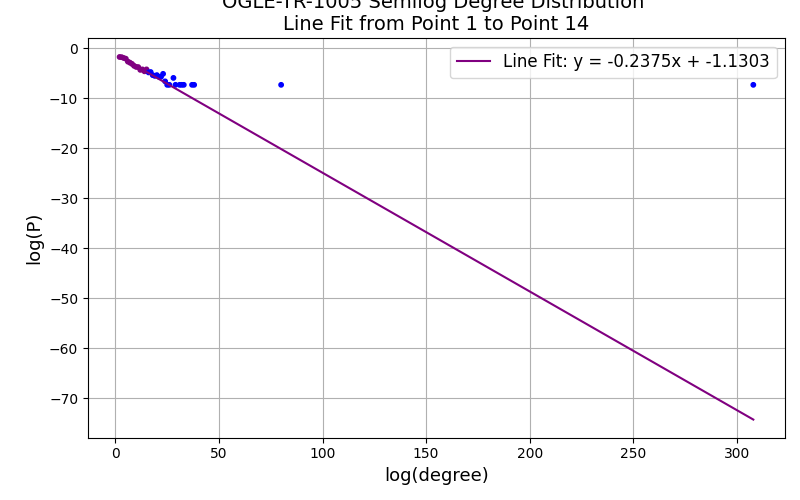 OGLE-TR-1005 Semilog Degree Distribution
Line Fit from Point 1 to Point 14
Line Fit: y = -0.2375x + -1.1303
0
−10
−20
−30
−40
−50
−60
−70
log(P)
0 50 100 150 200 250 300
log(degree)